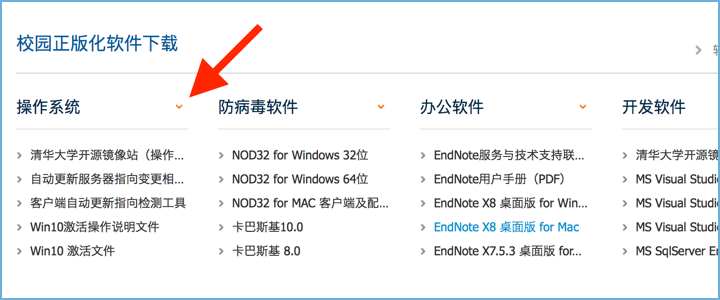 校园正版化软件下载
操作系统
清华大学开源镜像站（操作...
自动更新服务器指向变更相...
客户端自动更新指向检测工具
Win10激活操作说明文件
Win10 激活文件
防病毒软件
NOD32 for Windows 32位
NOD32 for Windows 64位
NOD32 for MAC 客户端及配...
卡巴斯基10.0
卡巴斯基 8.0
办公软件
EndNote服务与技术支持联...
EndNote用户手册（PDF）
EndNote X8 桌面版 for Win...
EndNote X8 桌面版 for Mac
EndNote X7.5.3 桌面版 for...
开发软件
清华大学开源镜
MS Visual Studi
MS Visual Studi
MS Visual Studi
MS SqlServer En